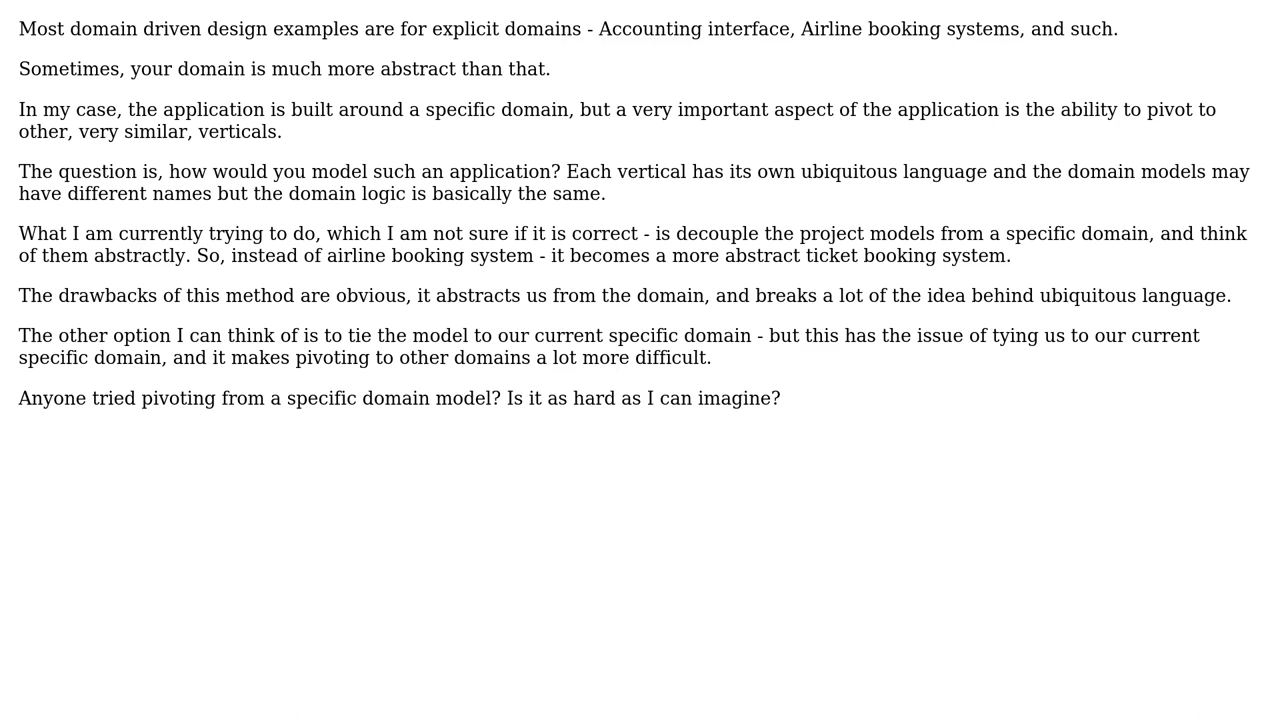 Most domain driven design examples are for explicit domains - Accounting interface, Airline booking systems, and such.
Sometimes, your domain is much more abstract than that.
In my case, the application is built around a specific domain, but a very important aspect of the application is the ability to pivot to
other, very similar, verticals.
The question is, how would you model such an application? Each vertical has its own ubiquitous language and the domain models may
have different names but the domain logic is basically the same.
What I am currently trying to do, which I am not sure if it is correct - is decouple the project models from a specific domain, and think
of them abstractly. So, instead of airline booking system - it becomes a more abstract ticket booking system.
The drawbacks of this method are obvious, it abstracts us from the domain, and breaks a lot of the idea behind ubiquitous language.
The other option I can think of is to tie the model to our current specific domain - but this has the issue of tying us to our current
specific domain, and it makes pivoting to other domains a lot more difficult.
Anyone tried pivoting from a specific domain model? Is it as hard as I can imagine?